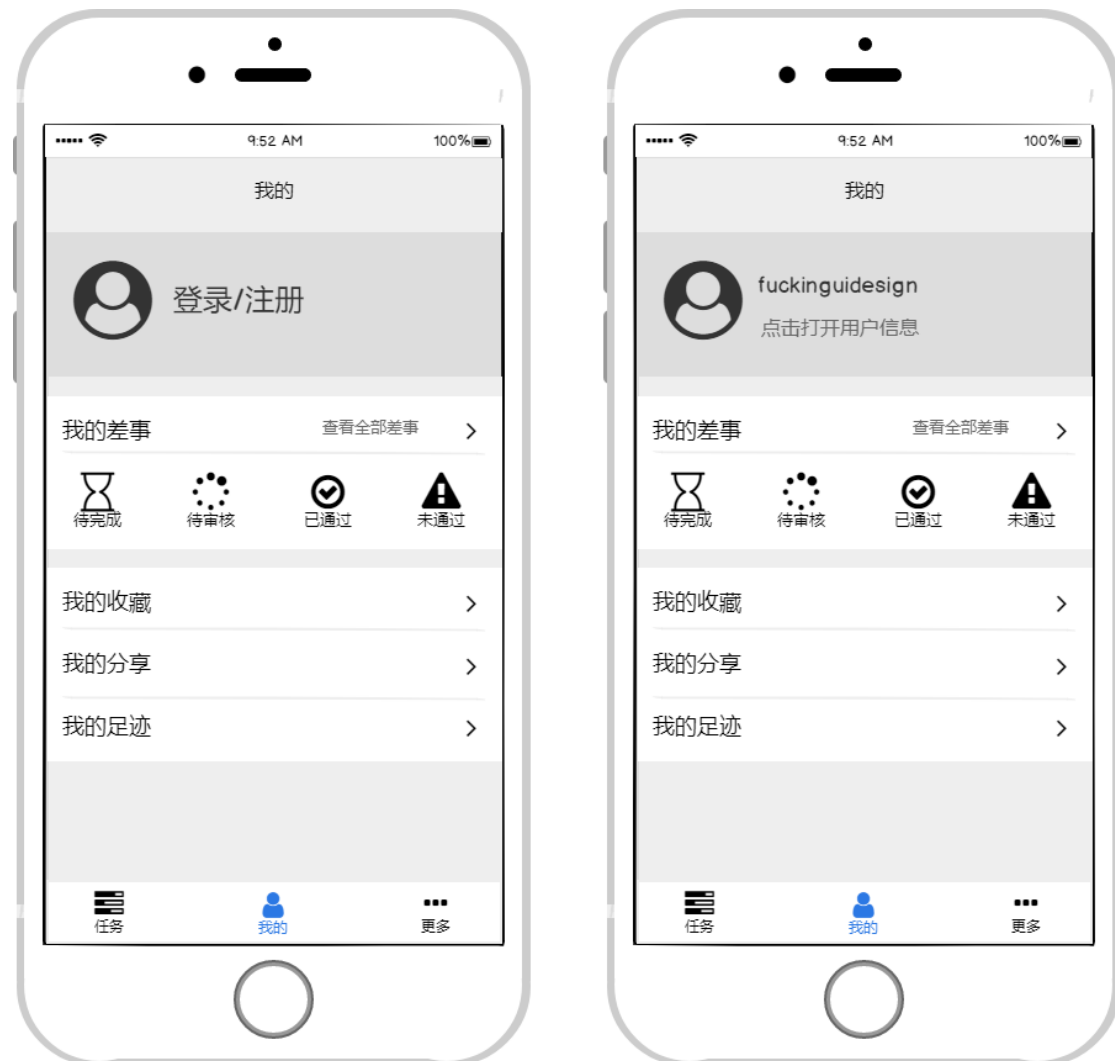 9:52 AM 100%
我的
登录/注册
我的差事 查看全部差事
待完成 待审核 已通过 未通过
我的收藏
我的分享
我的足迹
任务 我的 更多
9:52 AM 100%
我的
fuckinguidesign
点击打开用户信息
我的差事 查看全部差事
待完成 待审核 已通过 未通过
我的收藏
我的分享
我的足迹
任务 我的 更多